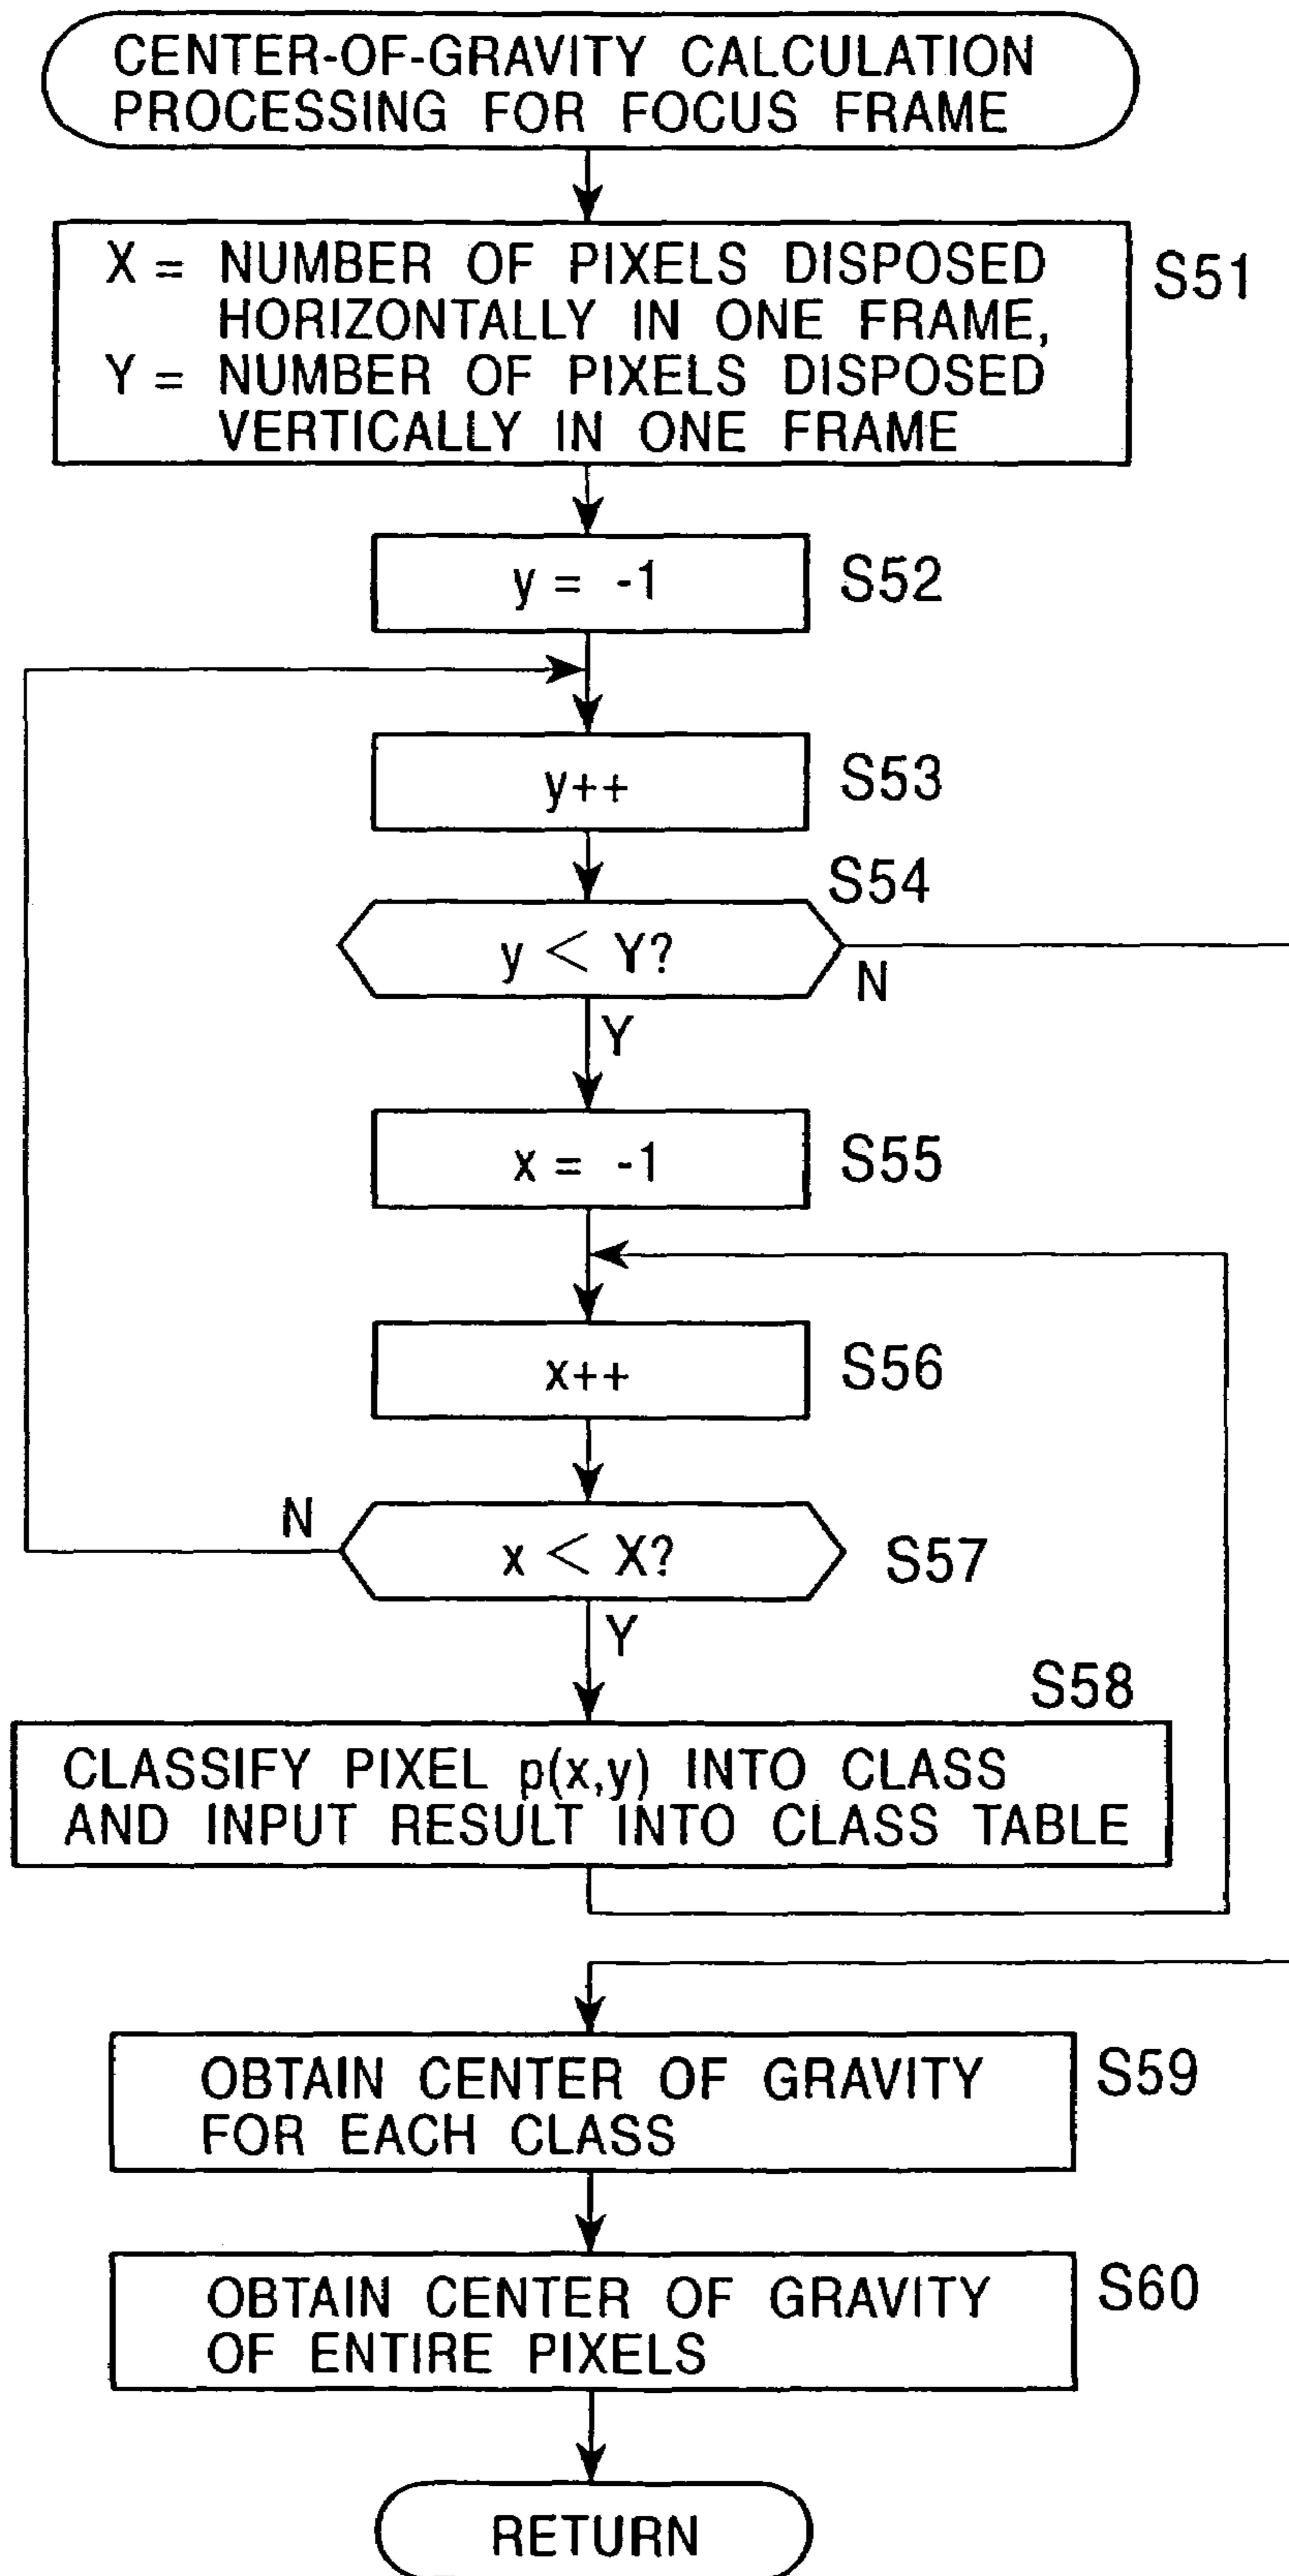 CENTER-OF-GRAVITY CALCULATION
PROCESSING FOR FOCUS FRAME
X = NUMBER OF PIXELS DISPOSED
HORIZONTALLY IN ONE FRAME,
Y = NUMBER OF PIXELS DISPOSED
VERTICALLY IN ONE FRAME
S51
y = -1
S52
y++
S53
S54
y < Y?
N
Y
x = -1
S55
x++
S56
N
x < X?
S57
Y
S58
CLASSIFY PIXEL p(x,y) INTO CLASS
AND INPUT RESULT INTO CLASS TABLE
OBTAIN CENTER OF GRAVITY
FOR EACH CLASS
S59
OBTAIN CENTER OF GRAVITY
OF ENTIRE PIXELS
S60
RETURN